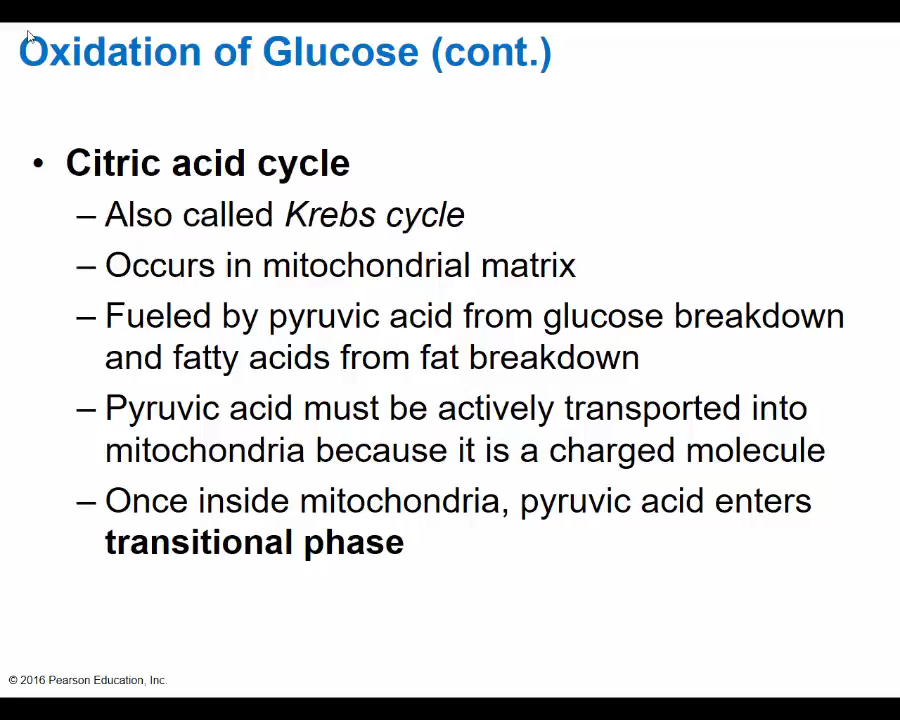 Oxidation of Glucose (cont.)
• Citric acid cycle
– Also called Krebs cycle
– Occurs in mitochondrial matrix
– Fueled by pyruvic acid from glucose breakdown
and fatty acids from fat breakdown
– Pyruvic acid must be actively transported into
mitochondria because it is a charged molecule
– Once inside mitochondria, pyruvic acid enters
transitional phase
© 2016 Pearson Education, Inc.